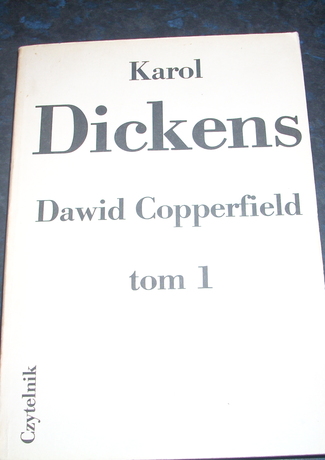 Karol
Dickens
Dawid Copperfield
tom 1
Czytelnik